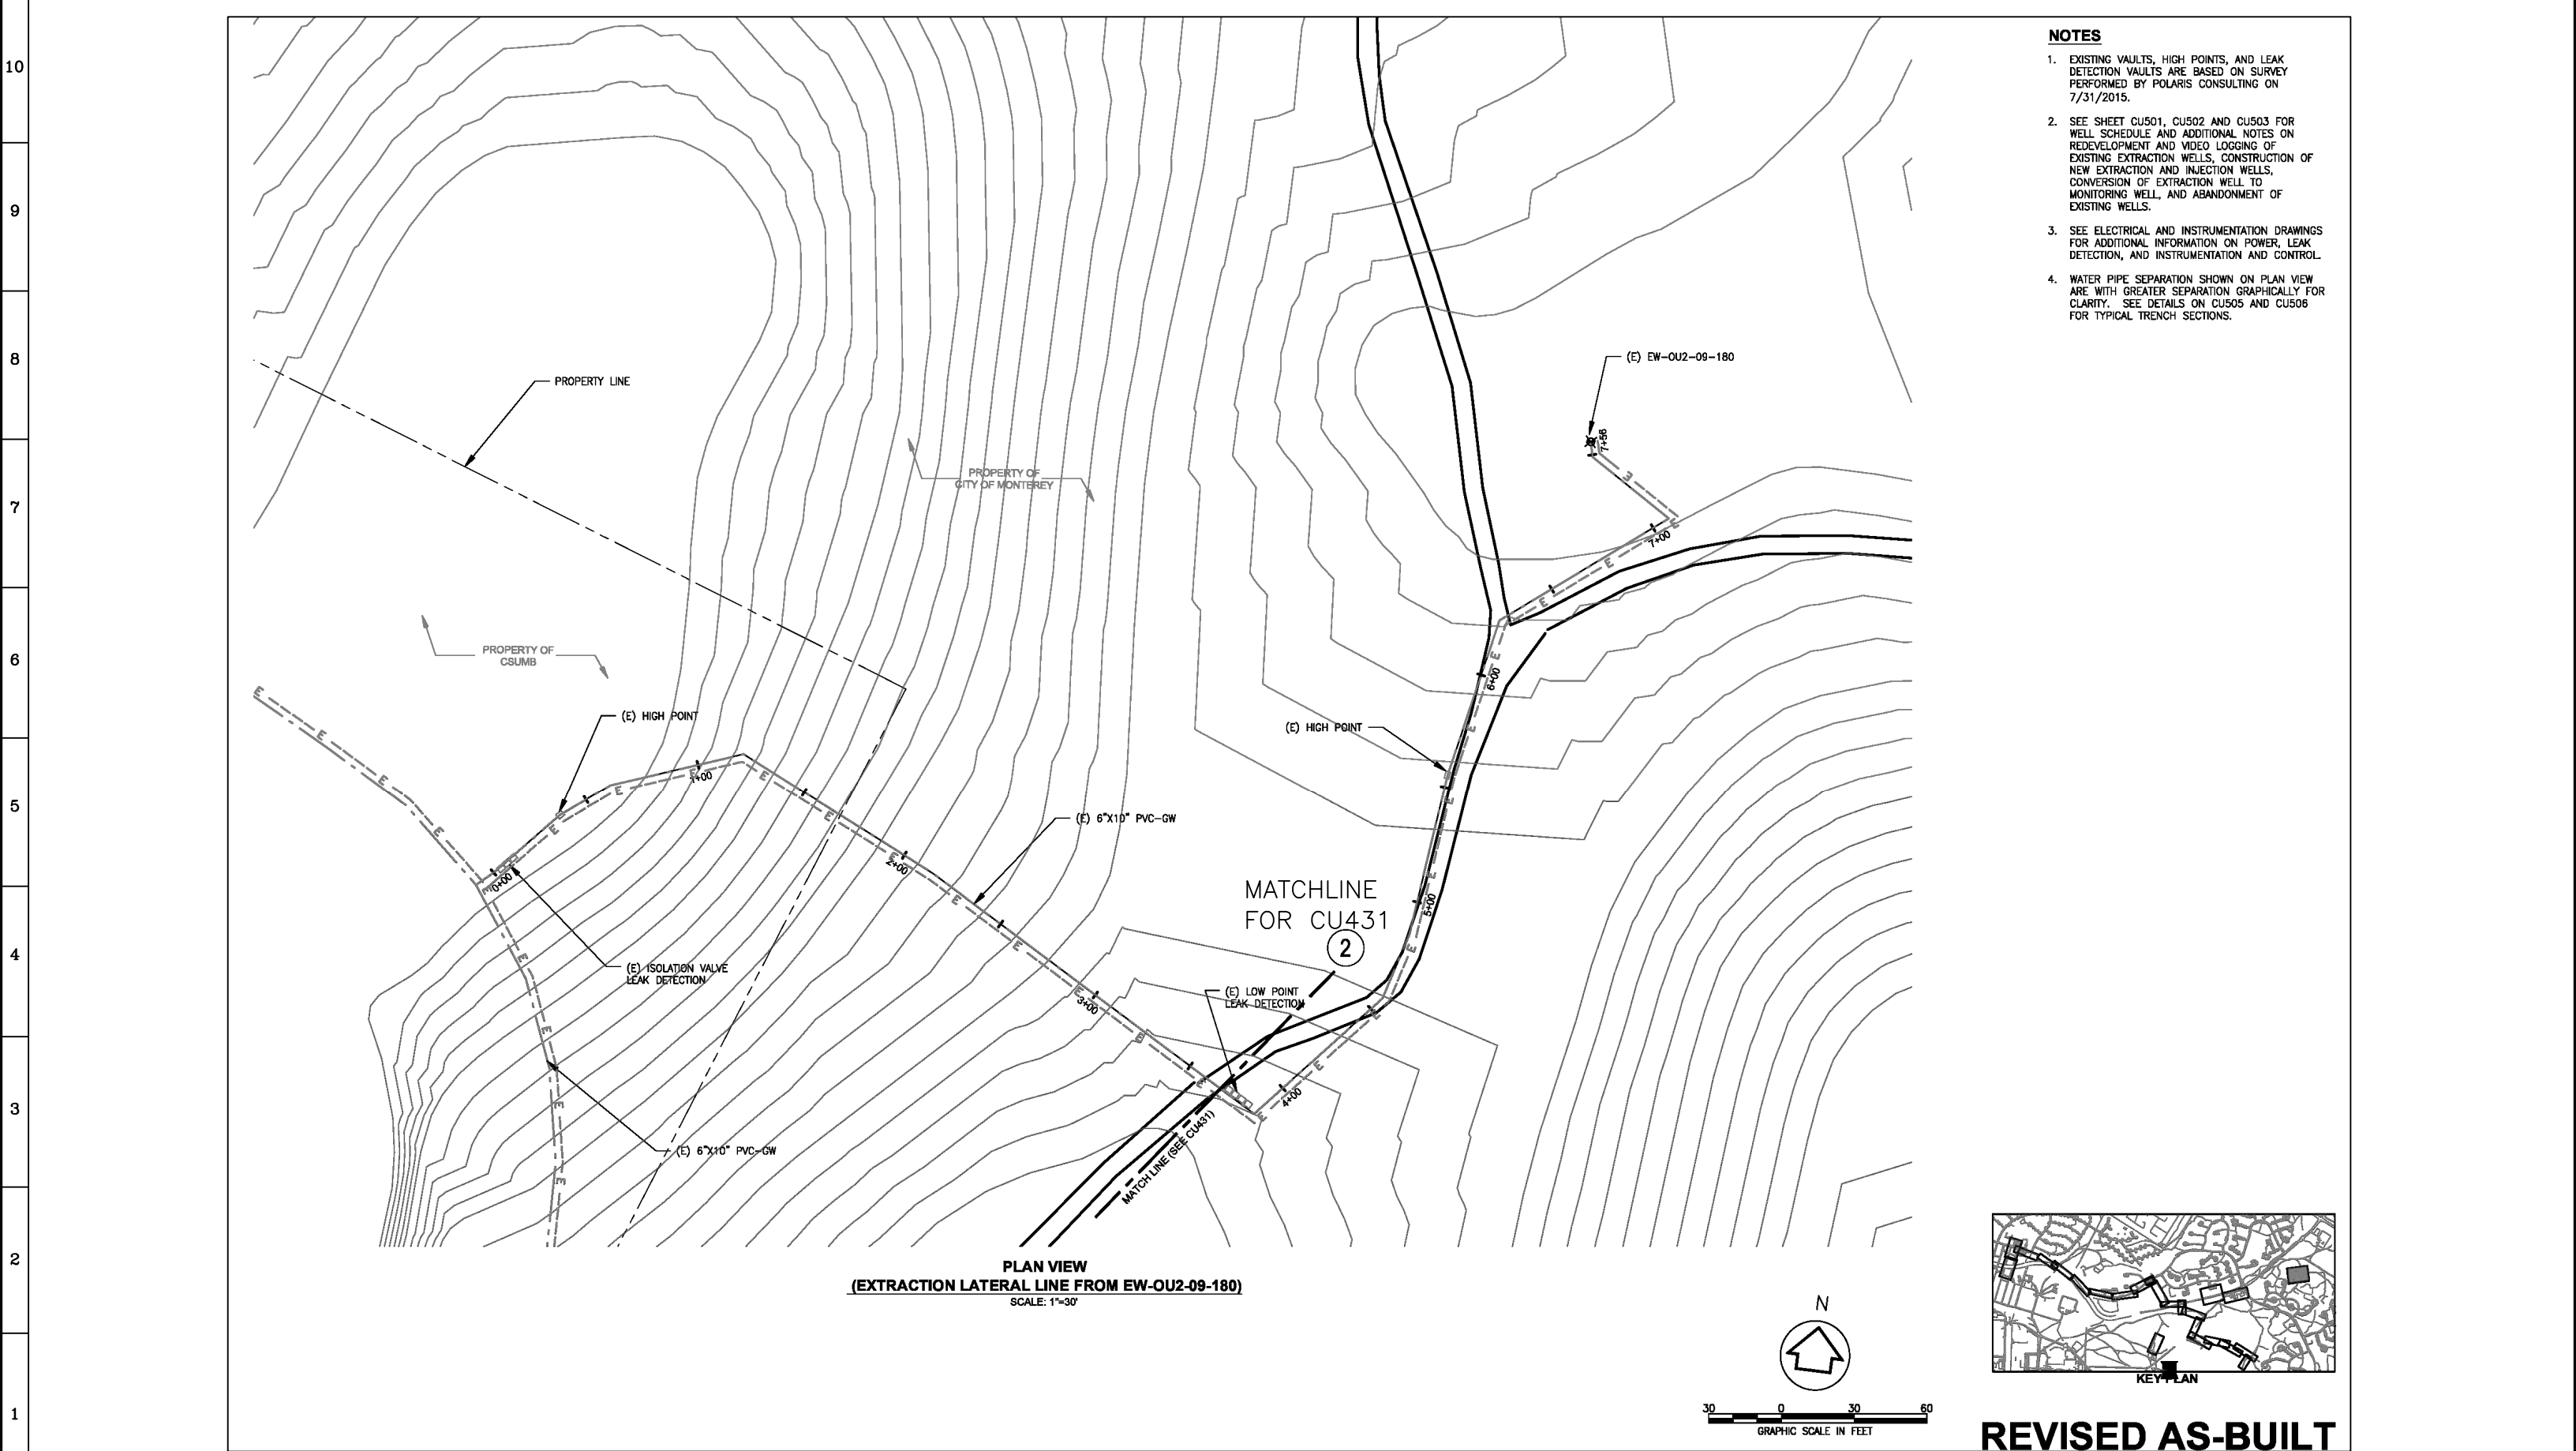 10
9
8
7
6
5
4
3
2
1
NOTES
1. EXISTING VAULTS, HIGH POINTS, AND LEAK
DETECTION VAULTS ARE BASED ON SURVEY
PERFORMED BY POLARIS CONSULTING ON
7/31/2015.
2. SEE SHEET CU501, CU502 AND CU503 FOR
WELL SCHEDULE AND ADDITIONAL NOTES ON
REDEVELOPMENT AND VIDEO LOGGING OF
EXISTING EXTRACTION WELLS, CONSTRUCTION OF
NEW EXTRACTION AND INJECTION WELLS,
CONVERSION OF EXTRACTION WELL TO
MONITORING WELL, AND ABANDONMENT OF
EXISTING WELLS.
3. SEE ELECTRICAL AND INSTRUMENTATION DRAWINGS
FOR ADDITIONAL INFORMATION ON POWER, LEAK
DETECTION, AND INSTRUMENTATION AND CONTROL.
4. WATER PIPE SEPARATION SHOWN ON PLAN VIEW
ARE WITH GREATER SEPARATION GRAPHICALLY FOR
CLARITY. SEE DETAILS ON CU505 AND CU506
FOR TYPICAL TRENCH SECTIONS.
(E) EW-OU2-09-180
PROPERTY LINE
7+56
PROPERTY OF
CITY OF MONTEREY
7+00
PROPERTY OF
CSUMB
6+00
(E) HIGH POINT
(E) HIGH POINT
1+00
(E) 6"X10" PVC-GW
2+00
0+00
MATCHLINE
FOR CU431
2
5+00
(E) ISOLATION VALVE
LEAK DETECTION
(E) LOW POINT
LEAK DETECTION
3+00
4+00
MATCH LINE (SEE CU431)
(E) 6"X10" PVC-GW
PLAN VIEW
(EXTRACTION LATERAL LINE FROM EW-OU2-09-180)
SCALE: 1"=30'
N
30 0 30 60
GRAPHIC SCALE IN FEET
KEY PLAN
REVISED AS-BUILT